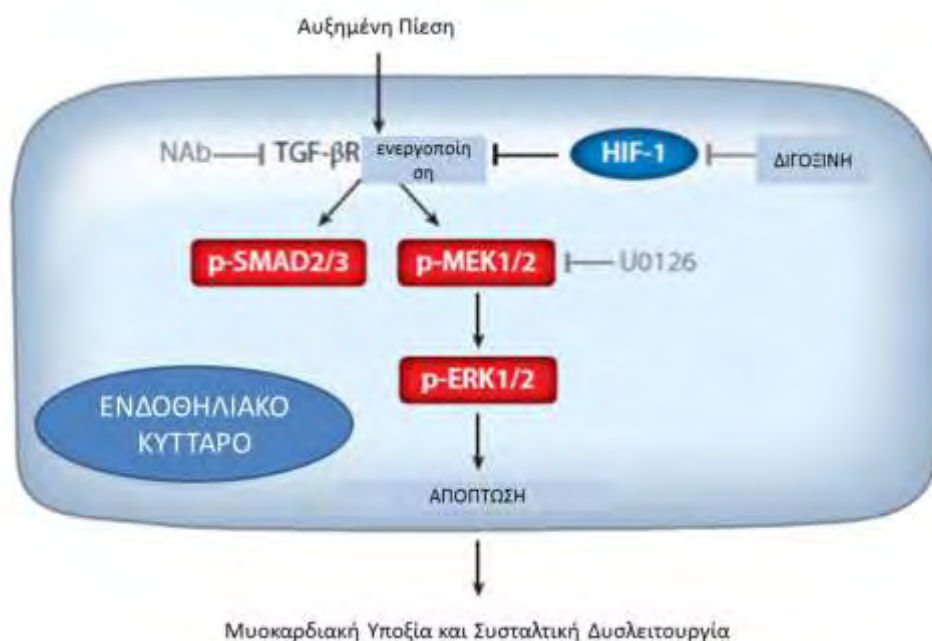 Αυξημένη Πίεση
NAb TGF-βR ενεργοποίη
ση
HIF-1 ΔΙΓΟΞΙΝΗ
p-SMAD2/3 p-MEK1/2 U0126
p-ERK1/2
ΕΝΔΟΘΗΛΙΑΚΟ
ΚΥΤΤΑΡΟ
ΑΠΟΠΤΩΣΗ
Μυοκαρδιακή Υποξία και Συσταλτική Δυσλειτουργία